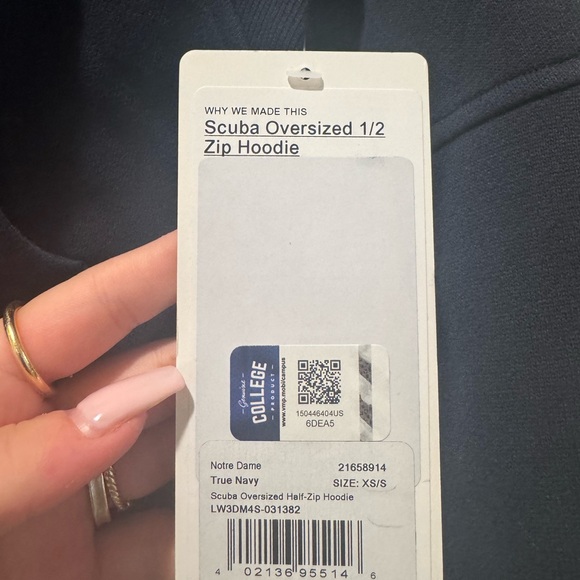 WHY WE MADE THIS
Scuba Oversized 1/2
Zip Hoodie
Genuine
COLLEGE
PRODUCT
www.vmp.mobi/campus
150446404US
6DEA5
Notre Dame 21658914
True Navy SIZE: XS/S
Scuba Oversized Half-Zip Hoodie
LW3DM4S-031382
4 02136 95514 6